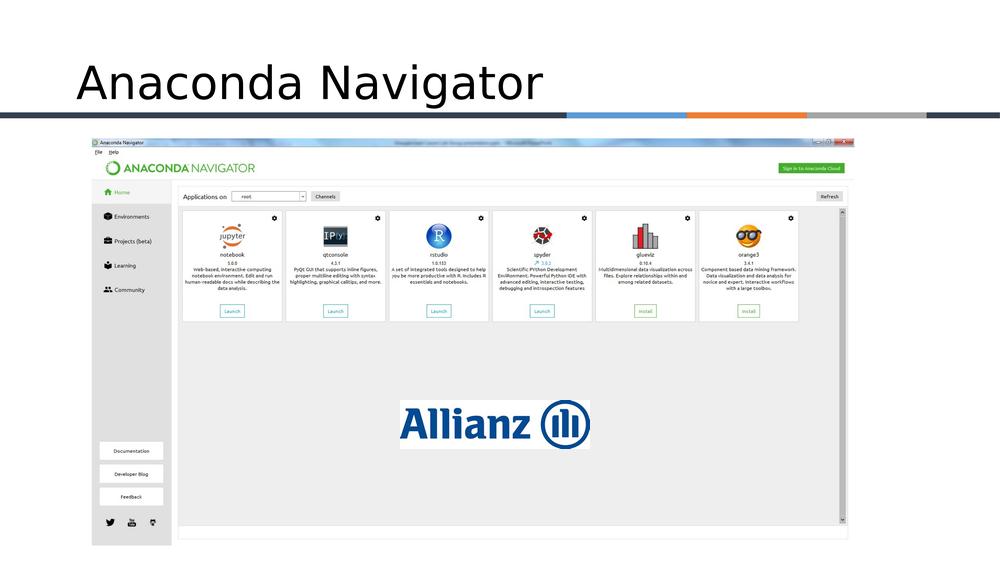 Anaconda Navigator
Anaconda Navigator
File Help
ANACONDA NAVIGATOR
Sign in to Anaconda Cloud
Home
Environments
Projects (beta)
Learning
Community
Documentation
Developer Blog
Feedback
You Tube
Applications on root Channels Refresh
jupyter
notebook
5.0.0
Web-based, interactive computing
notebook environment. Edit and run
human-readable docs while describing the
data analysis.
Launch
IP[y]:
qtconsole
4.3.1
PyQt GUI that supports inline figures,
proper multiline editing with syntax
highlighting, graphical calltips, and more.
Launch
R
rstudio
1.0.153
A set of integrated tools designed to help
you be more productive with R. Includes R
essentials and notebooks.
Launch
spyder
Scientific PYthon Development
EnviRonment. Powerful Python IDE with
advanced editing, interactive testing,
debugging and introspection features
Launch
glueviz
0.10.4
Multidimensional data visualization across
files. Explore relationships within and
among related datasets.
Install
orange3
3.4.1
Component based data mining framework.
Data visualization and data analysis for
novice and expert. Interactive workflows
with a large toolbox.
Install
Allianz